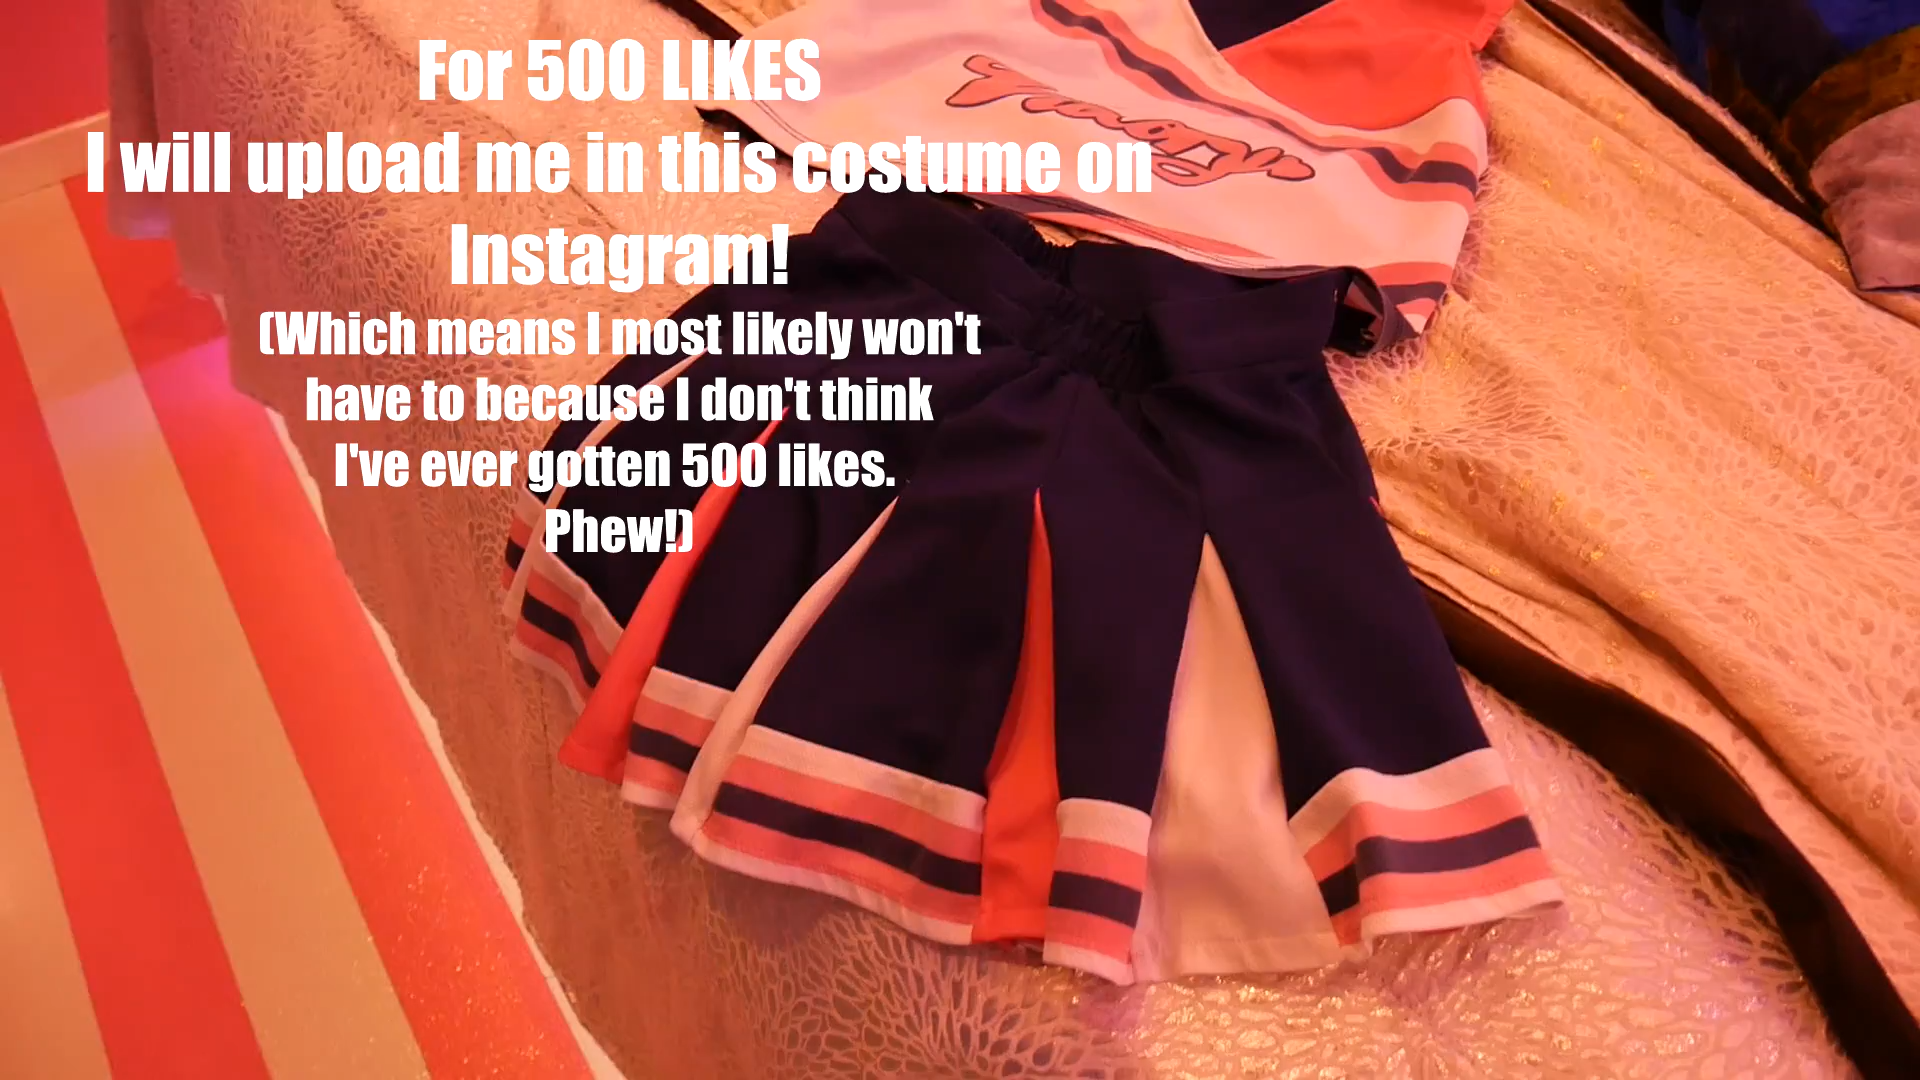 For 500 LIKES
I will upload me in this costume on
Instagram!
(Which means I most likely won't
have to because I don't think
I've ever gotten 500 likes.
Phew!)